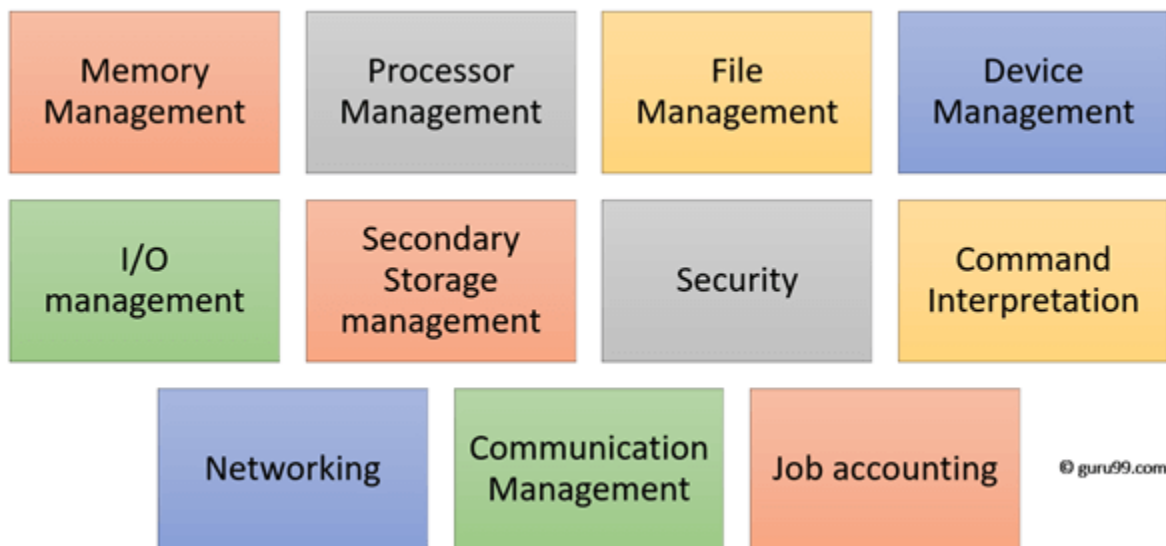 Memory
Management
Processor
Management
File
Management
Device
Management
I/O
management
Secondary
Storage
management
Security
Command
Interpretation
Networking
Communication
Management
Job accounting
© guru99.com